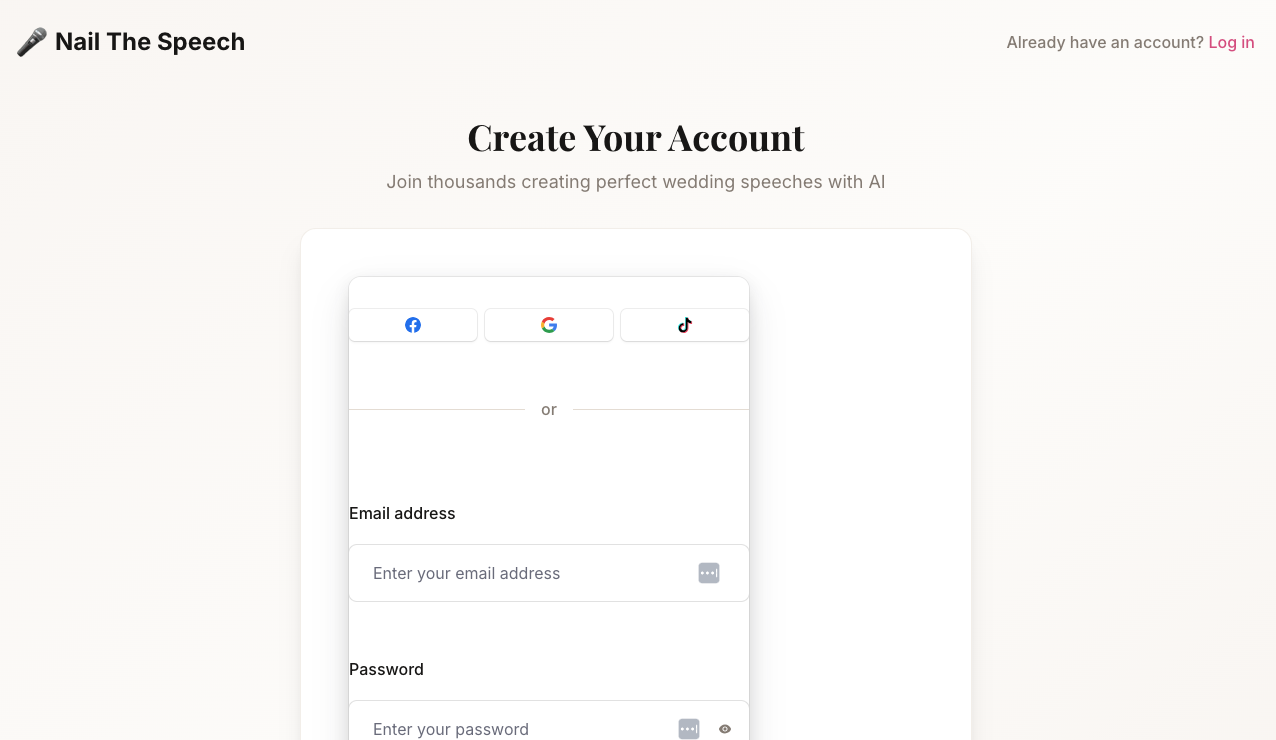 Nail The Speech
Already have an account? Log in
Create Your Account
Join thousands creating perfect wedding speeches with AI
or
Email address
Enter your email address
Password
Enter your password